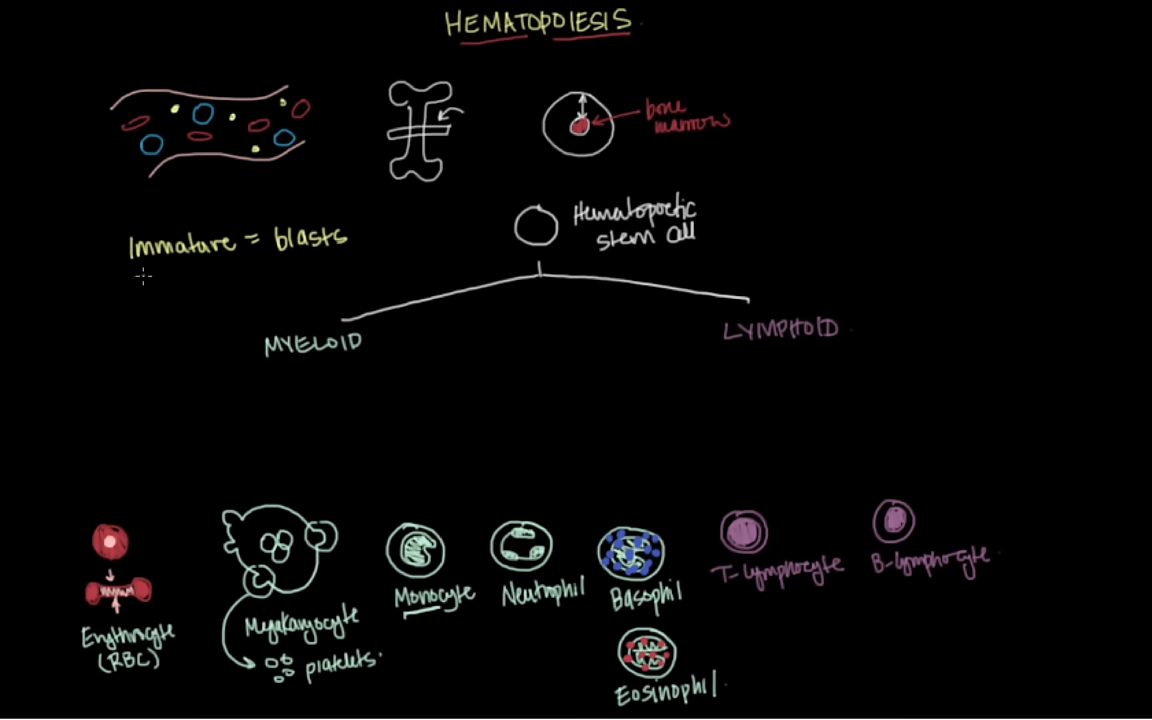 HEMATOPOIESIS
bone
marrow
Hematopoetic
stem cell
Immature = blasts
MYELOID
LYMPHOID
T-lymphocyte
B-lymphocyte
Monocyte
Neutrophil
Basophil
Megakaryocyte
Erythrocyte
(RBC)
platelets
Eosinophil